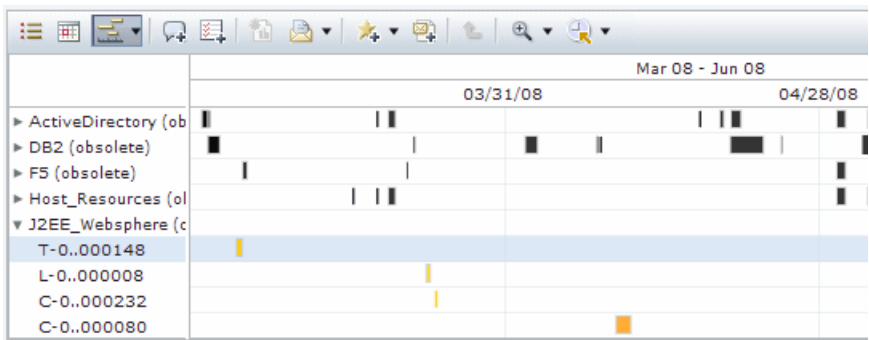 Mar 08 - Jun 08
03/31/08 04/28/08
ActiveDirectory (ob
DB2 (obsolete)
F5 (obsolete)
Host_Resources (ol
J2EE_Websphere (c
T-0..000148
L-0..000008
C-0..000232
C-0..000080